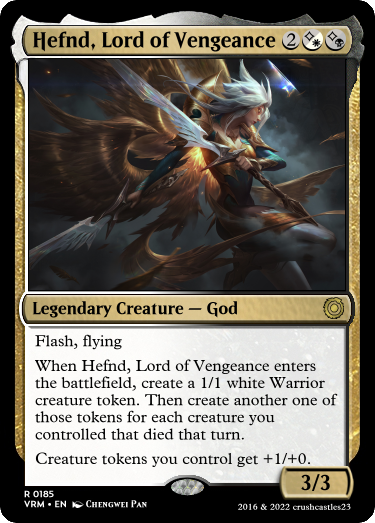 Hefnd, Lord of Vengeance 2
Legendary Creature — God
Flash, flying
When Hefnd, Lord of Vengeance enters
the battlefield, create a 1/1 white Warrior
creature token. Then create another one of
those tokens for each creature you
controlled that died that turn.
Creature tokens you control get +1/+0.
3/3
R 0185
VRM • EN Chengwei Pan
2016 & 2022 crushcastles23